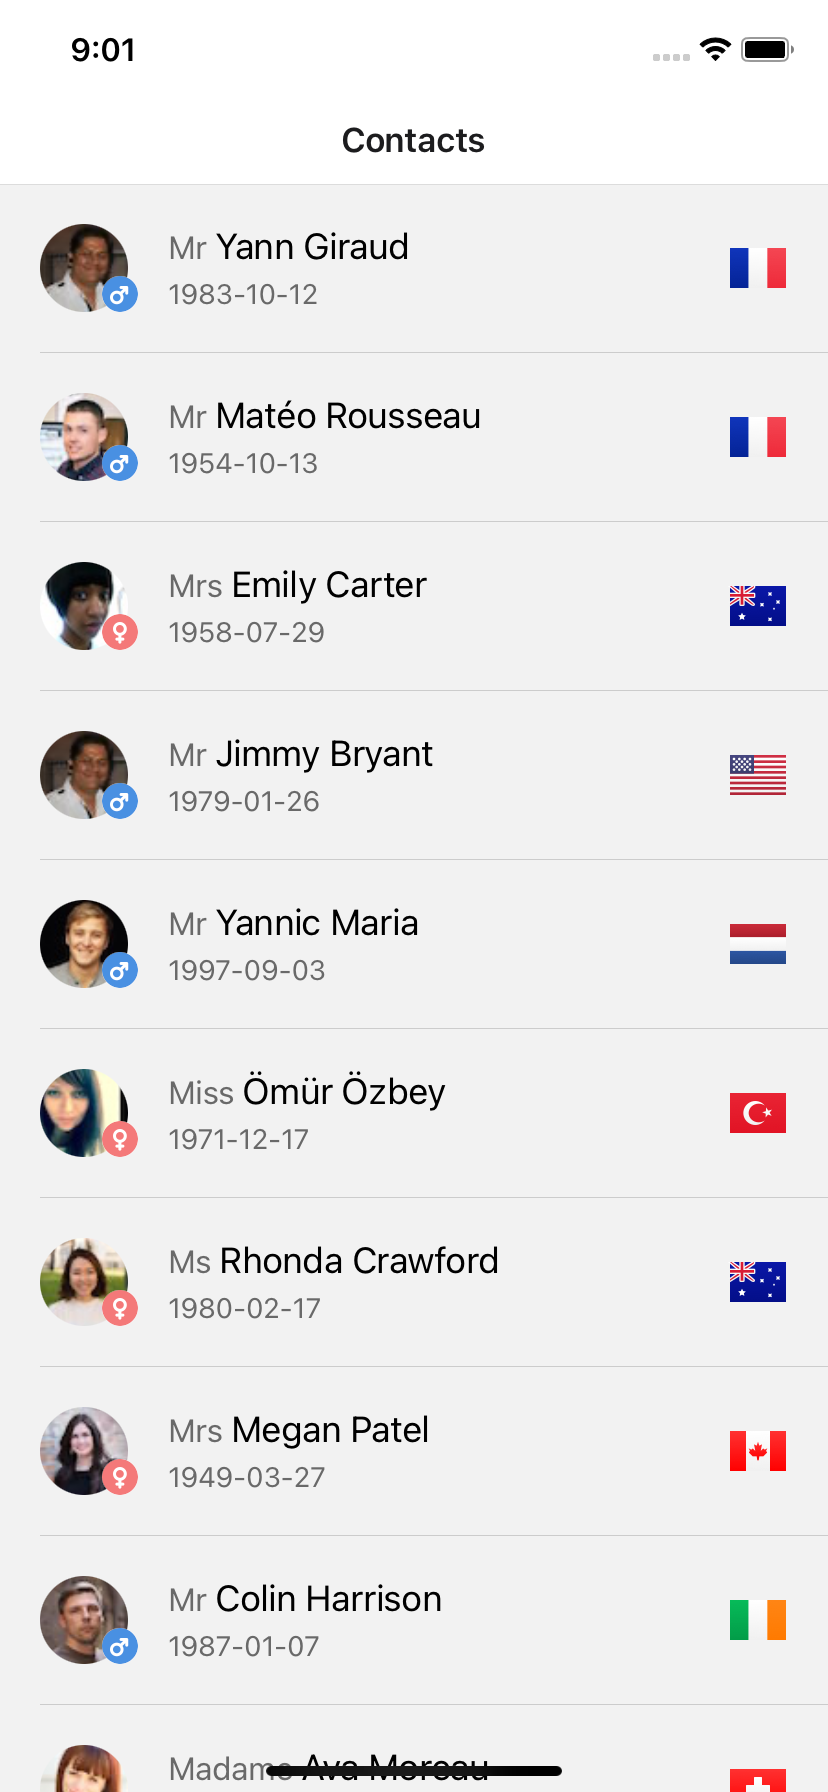 9:01
Contacts
Mr Yann Giraud
1983-10-12
Mr Matéo Rousseau
1954-10-13
Mrs Emily Carter
1958-07-29
Mr Jimmy Bryant
1979-01-26
Mr Yannic Maria
1997-09-03
Miss Ömür Özbey
1971-12-17
Ms Rhonda Crawford
1980-02-17
Mrs Megan Patel
1949-03-27
Mr Colin Harrison
1987-01-07
Madame Ava Moreau